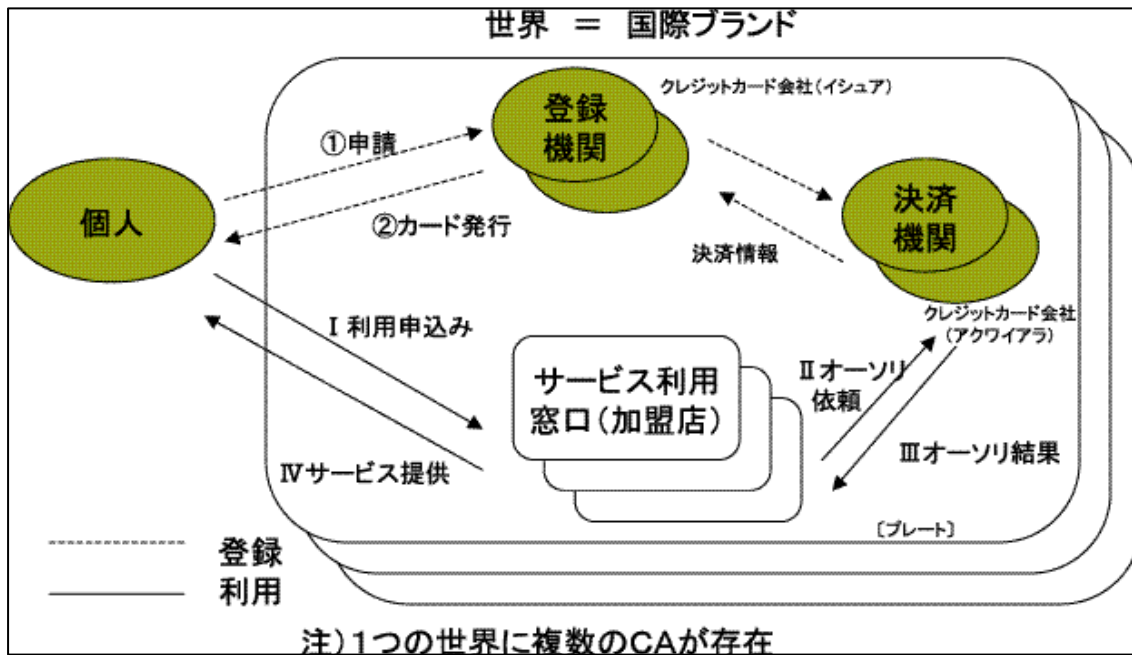 世界 = 国際ブランド
クレジットカード会社(イシュア)
登録
機関
①申請
個人
②カード発行
決済
機関
決済情報
クレジットカード会社
(アクワイアラ)
Ⅰ利用申込み
サービス利用
窓口(加盟店)
Ⅱオーソリ
依頼
Ⅲオーソリ結果
Ⅳサービス提供
〔プレート〕
登録
利用
注)1つの世界に複数のCAが存在